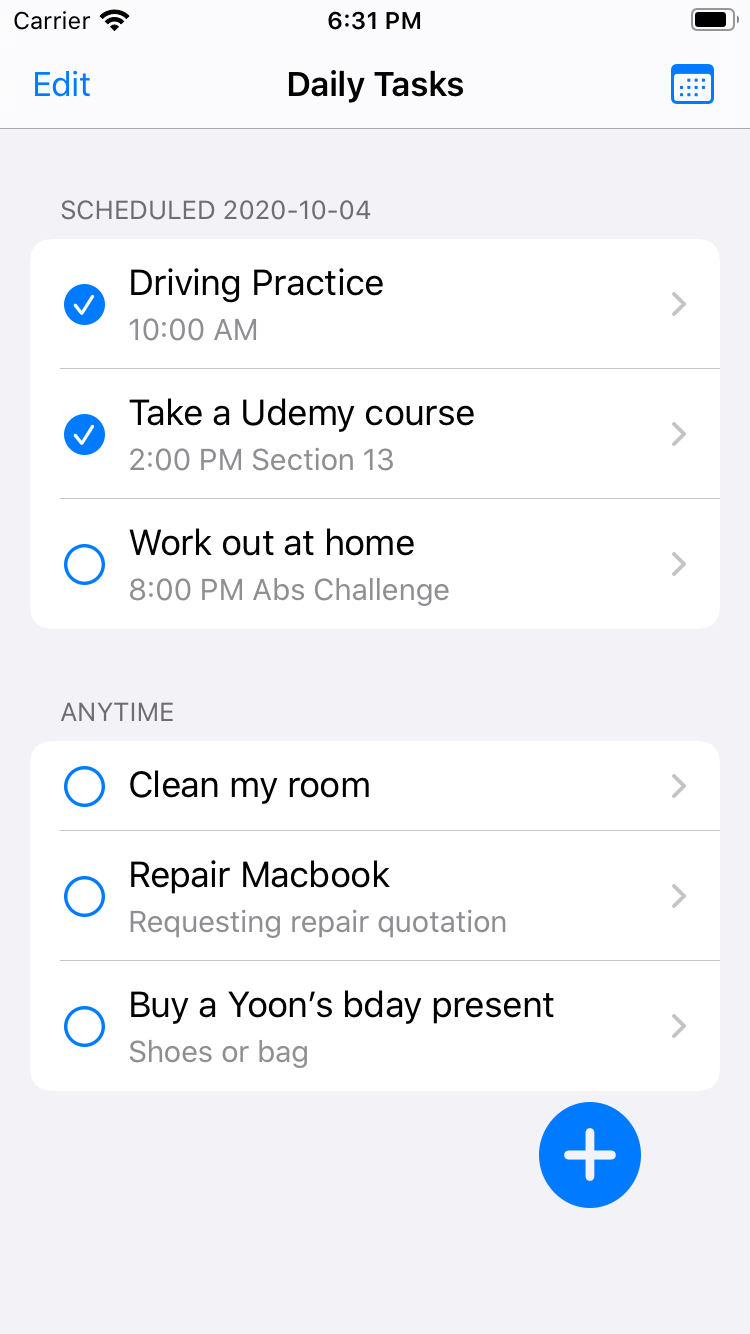 Carrier 6:31 PM
Edit Daily Tasks
SCHEDULED 2020-10-04
Driving Practice
10:00 AM
Take a Udemy course
2:00 PM Section 13
Work out at home
8:00 PM Abs Challenge
ANYTIME
Clean my room
Repair Macbook
Requesting repair quotation
Buy a Yoon’s bday present
Shoes or bag